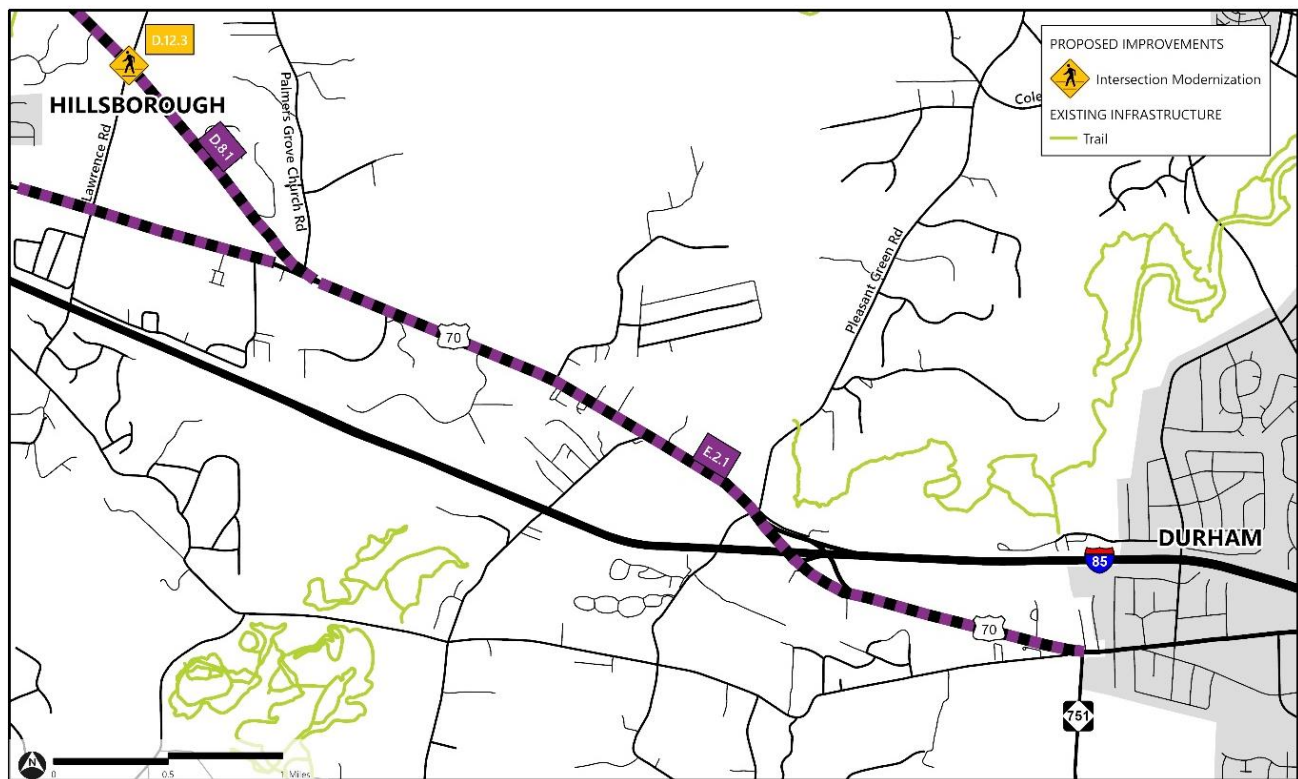 D.12.3
PROPOSED IMPROVEMENTS
Intersection Modernization
EXISTING INFRASTRUCTURE
Trail
HILLSBOROUGH
Lawrence Rd
D.8.1
Palmers Grove Church Rd
Cole
Pleasant Green Rd
70
E.2.1
DURHAM
85
70
751
N
0 0.5 1 Miles